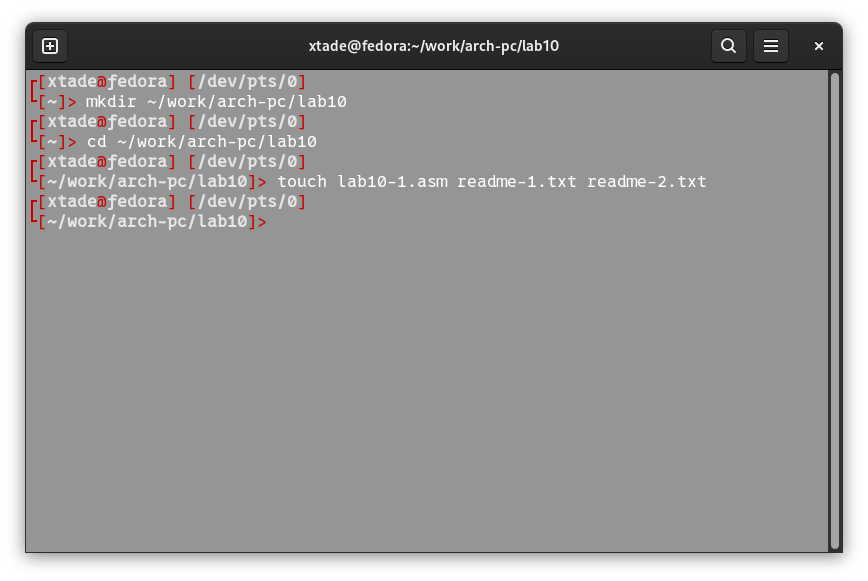 xtade@fedora:~/work/arch-pc/lab10
┌[xtade@fedora] [/dev/pts/0]
└[~]> mkdir ~/work/arch-pc/lab10
┌[xtade@fedora] [/dev/pts/0]
└[~]> cd ~/work/arch-pc/lab10
┌[xtade@fedora] [/dev/pts/0]
└[~/work/arch-pc/lab10]> touch lab10-1.asm readme-1.txt readme-2.txt
┌[xtade@fedora] [/dev/pts/0]
└[~/work/arch-pc/lab10]>